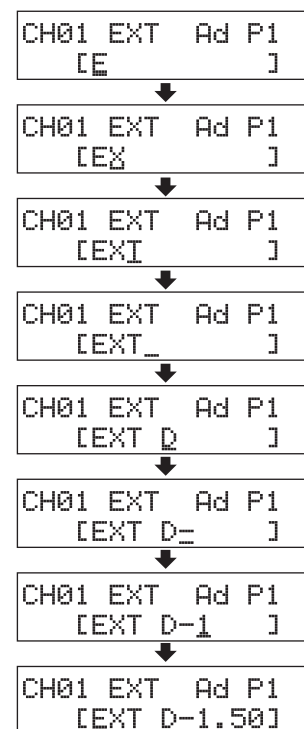 CH01 EXT  Ad P1
[E          ]
CH01 EXT  Ad P1
[EX         ]
CH01 EXT  Ad P1
[EXT        ]
CH01 EXT  Ad P1
[EXT_       ]
CH01 EXT  Ad P1
[EXT D      ]
CH01 EXT  Ad P1
[EXT D-     ]
CH01 EXT  Ad P1
[EXT D-1    ]
CH01 EXT  Ad P1
[EXT D-1.50]